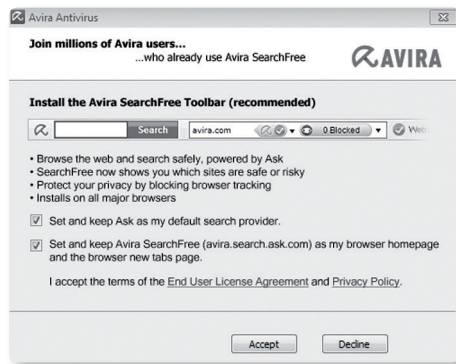 Avira Antivirus
Join millions of Avira users...
...who already use Avira SearchFree
AVIRA
Install the Avira SearchFree Toolbar (recommended)
Search avira.com 0 Blocked Web
• Browse the web and search safely, powered by Ask
• SearchFree now shows you which sites are safe or risky
• Protect your privacy by blocking browser tracking
• Installs on all major browsers
Set and keep Ask as my default search provider.
Set and keep Avira SearchFree (avira.search.ask.com) as my browser homepage
and the browser new tabs page.
I accept the terms of the End User License Agreement and Privacy Policy.
Accept Decline